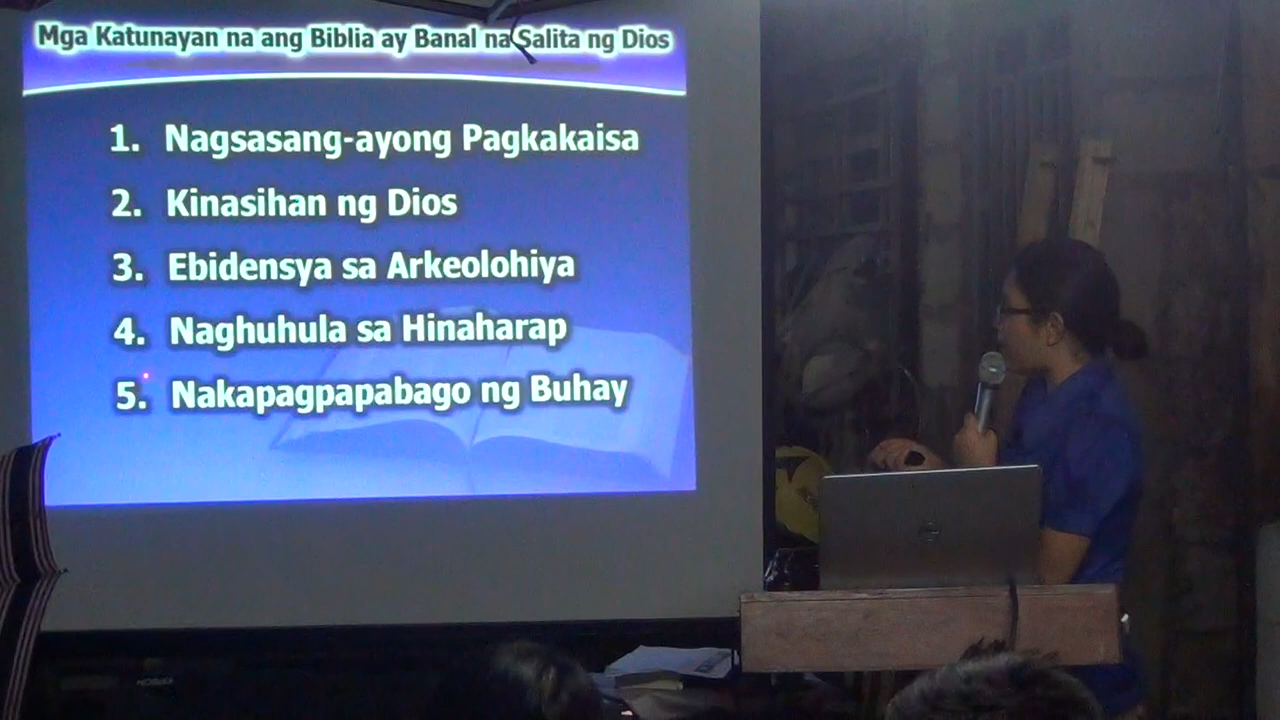 Mga Katunayan na ang Biblia ay Banal na Salita ng Dios
1. Nagsasang-ayong Pagkakaisa
2. Kinasihan ng Dios
3. Ebidensya sa Arkeolohiya
4. Naghuhula sa Hinaharap
5. Nakapagpapabago ng Buhay